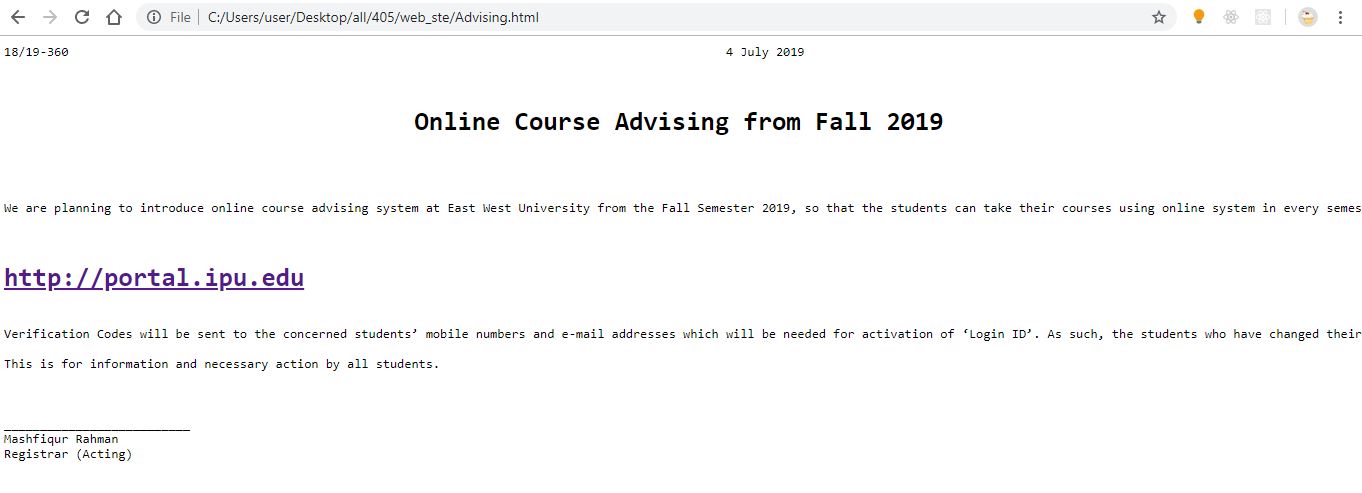 File C:/Users/user/Desktop/all/405/web_ste/Advising.html
18/19-360 4 July 2019
Online Course Advising from Fall 2019
We are planning to introduce online course advising system at East West University from the Fall Semester 2019, so that the students can take their courses using online system in every semes
http://portal.ipu.edu
Verification Codes will be sent to the concerned students’ mobile numbers and e-mail addresses which will be needed for activation of ‘Login ID’. As such, the students who have changed their
This is for information and necessary action by all students.
__________________________
Mashfiqur Rahman
Registrar (Acting)